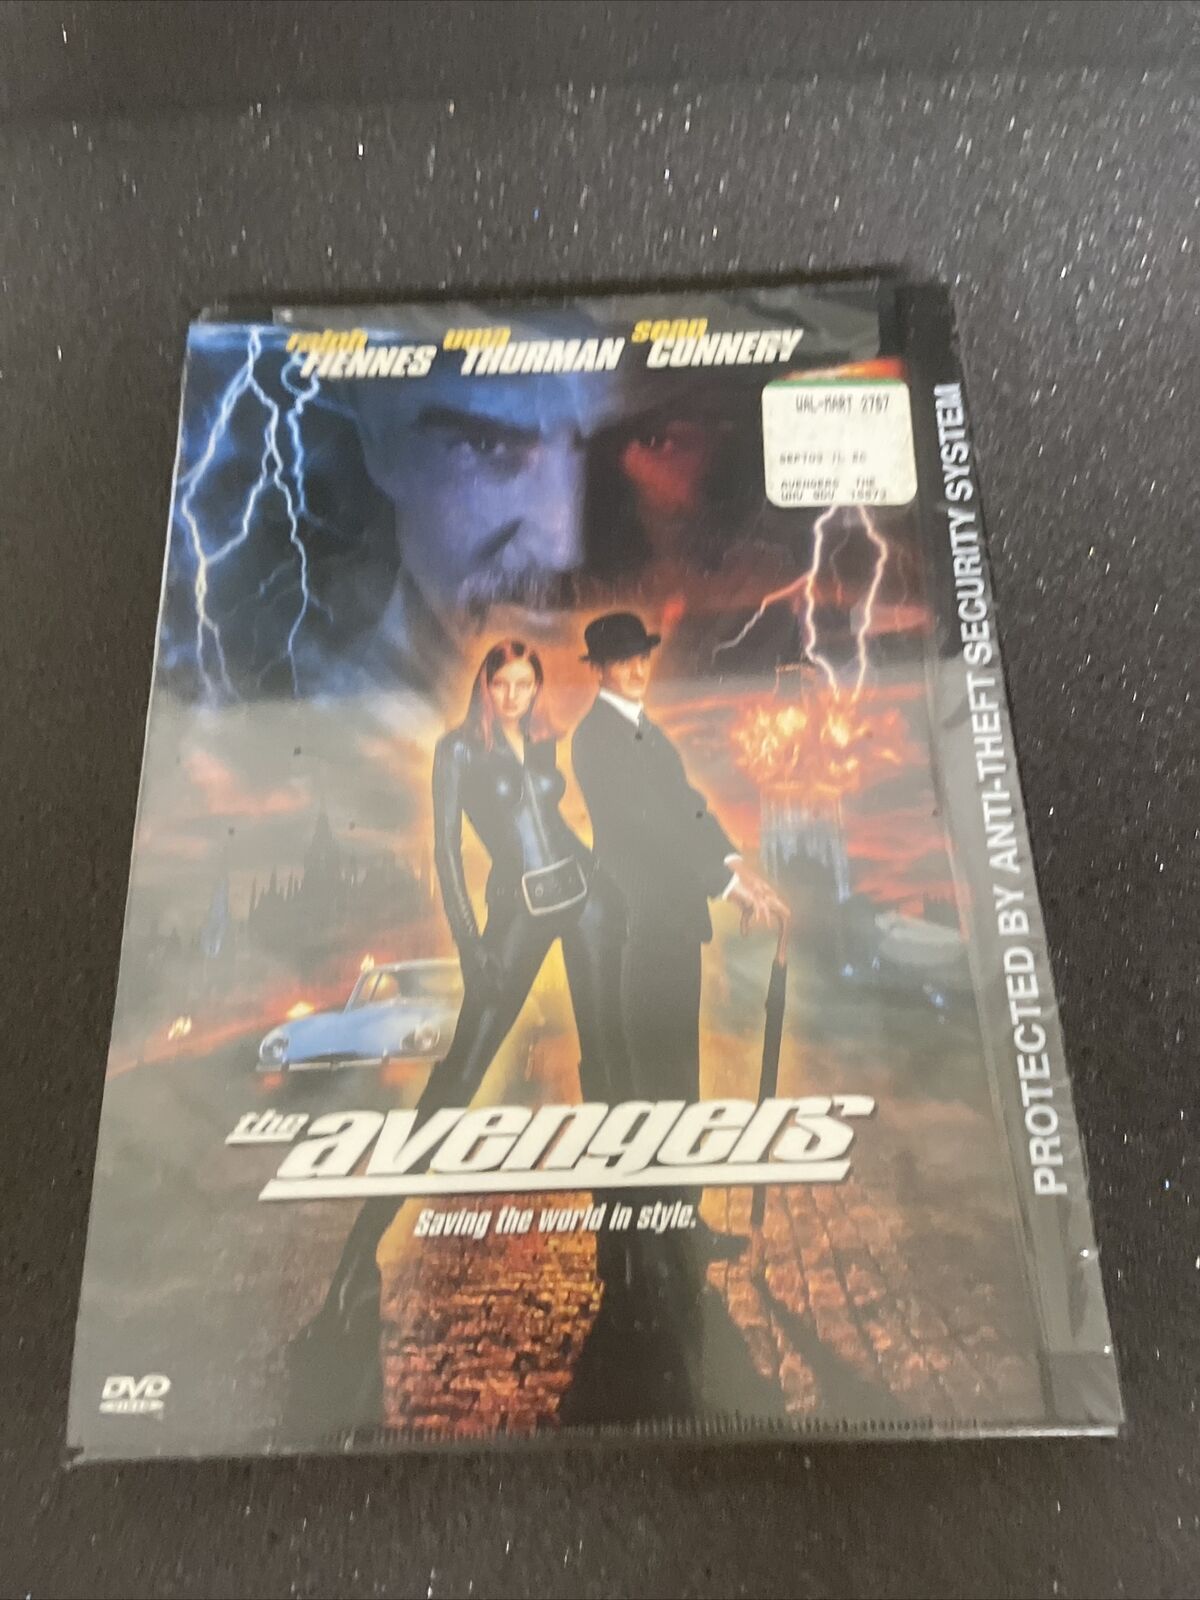 ralph uma sean
FIENNES THURMAN CONNERY
WAL-MART 2767
AVENGERS THE
PROTECTED BY ANTI-THEFT SECURITY SYSTEM
the avengers
Saving the world in style.
DVD
VIDEO